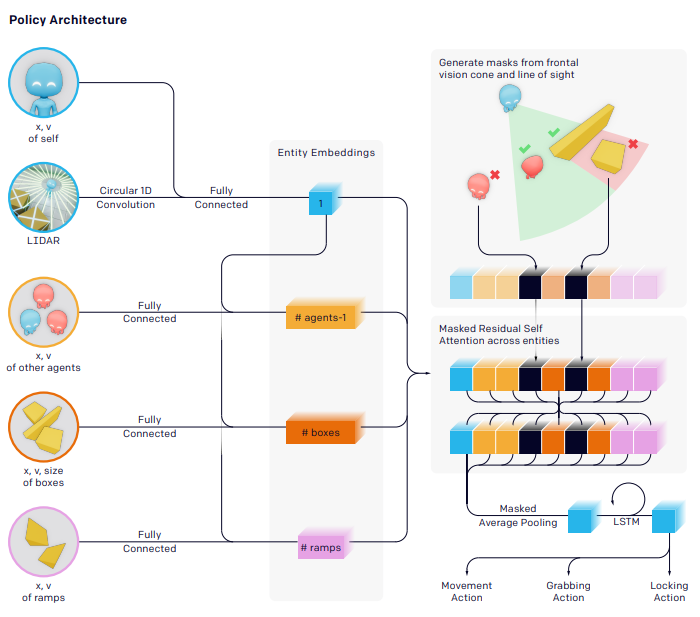 Policy Architecture
x, v
of self
Circular 1D
Convolution
Fully
Connected
LIDAR
Entity Embeddings
1
Fully
Connected
# agents-1
x, v
of other agents
Fully
Connected
# boxes
x, v, size
of boxes
Fully
Connected
# ramps
x, v
of ramps
Generate masks from frontal
vision cone and line of sight
Masked Residual Self
Attention across entities
Masked
Average Pooling
LSTM
Movement
Action
Grabbing
Action
Locking
Action